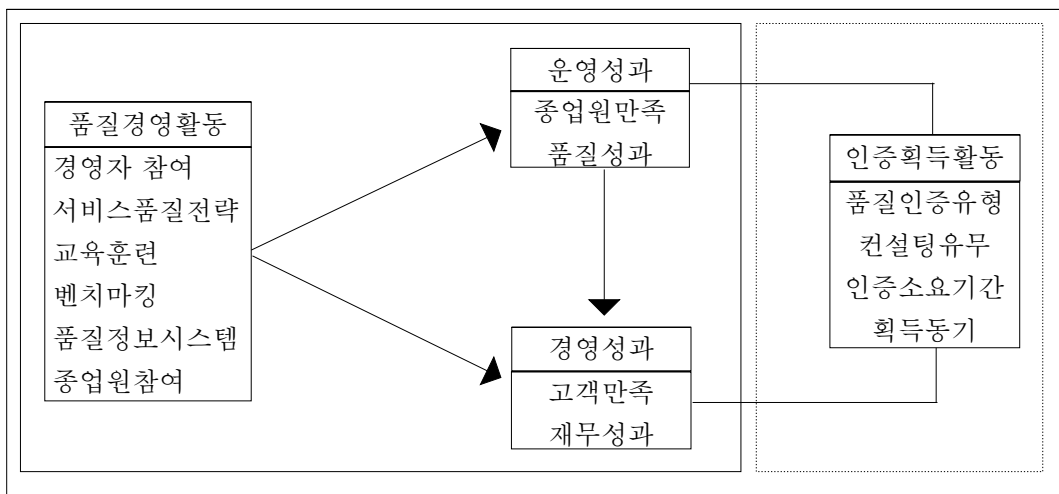 품질경영활동
경영자 참여
서비스품질전략
교육훈련
벤치마킹
품질정보시스템
종업원참여
운영성과
종업원만족
품질성과
경영성과
고객만족
재무성과
인증획득활동
품질인증유형
컨설팅유무
인증소요기간
획득동기